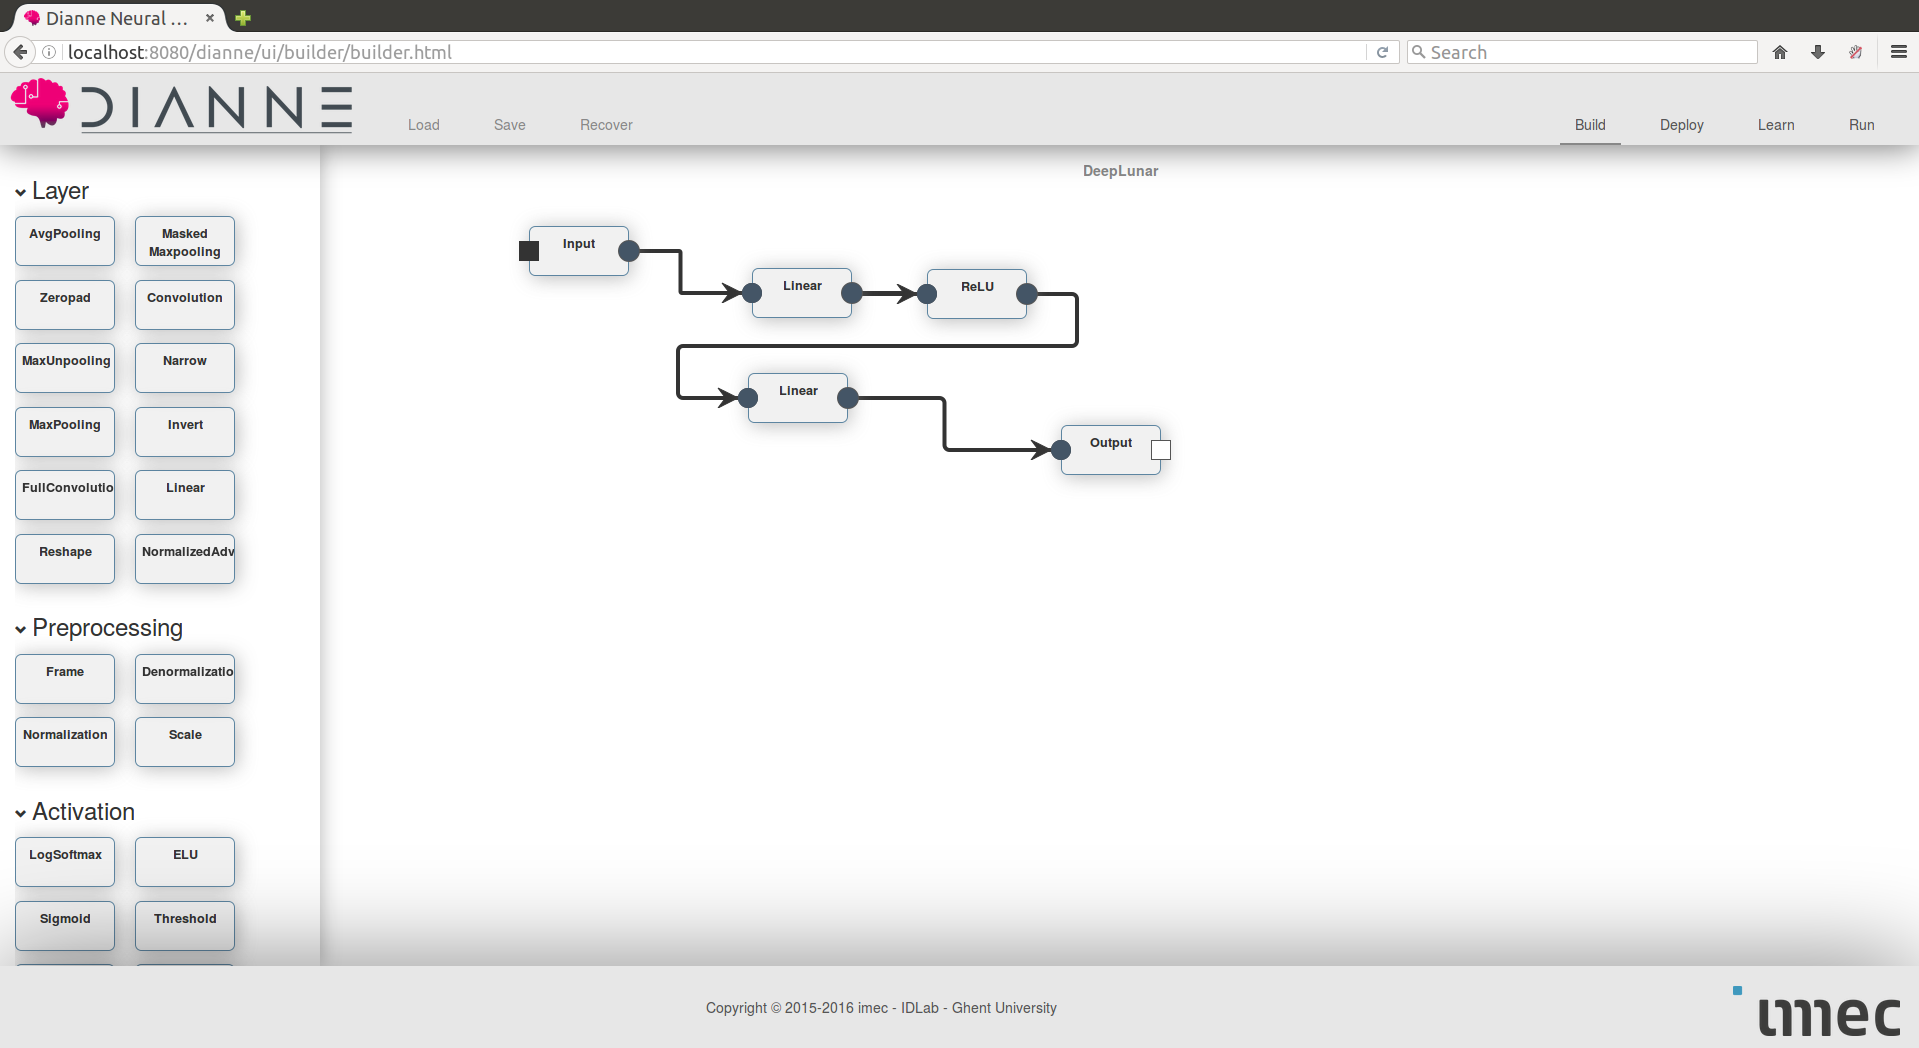 Dianne Neural ...
localhost:8080/dianne/ui/builder/builder.html
Search
DIANNE
Load
Save
Recover
Build
Deploy
Learn
Run
Layer
AvgPooling
Masked
Maxpooling
Zeropad
Convolution
MaxUnpooling
Narrow
MaxPooling
Invert
FullConvolutio
Linear
Reshape
NormalizedAdv
Preprocessing
Frame
Denormalizatio
Normalization
Scale
Activation
LogSoftmax
ELU
Sigmoid
Threshold
DeepLunar
Input
Linear
ReLU
Linear
Output
Copyright © 2015-2016 imec - IDLab - Ghent University
imec